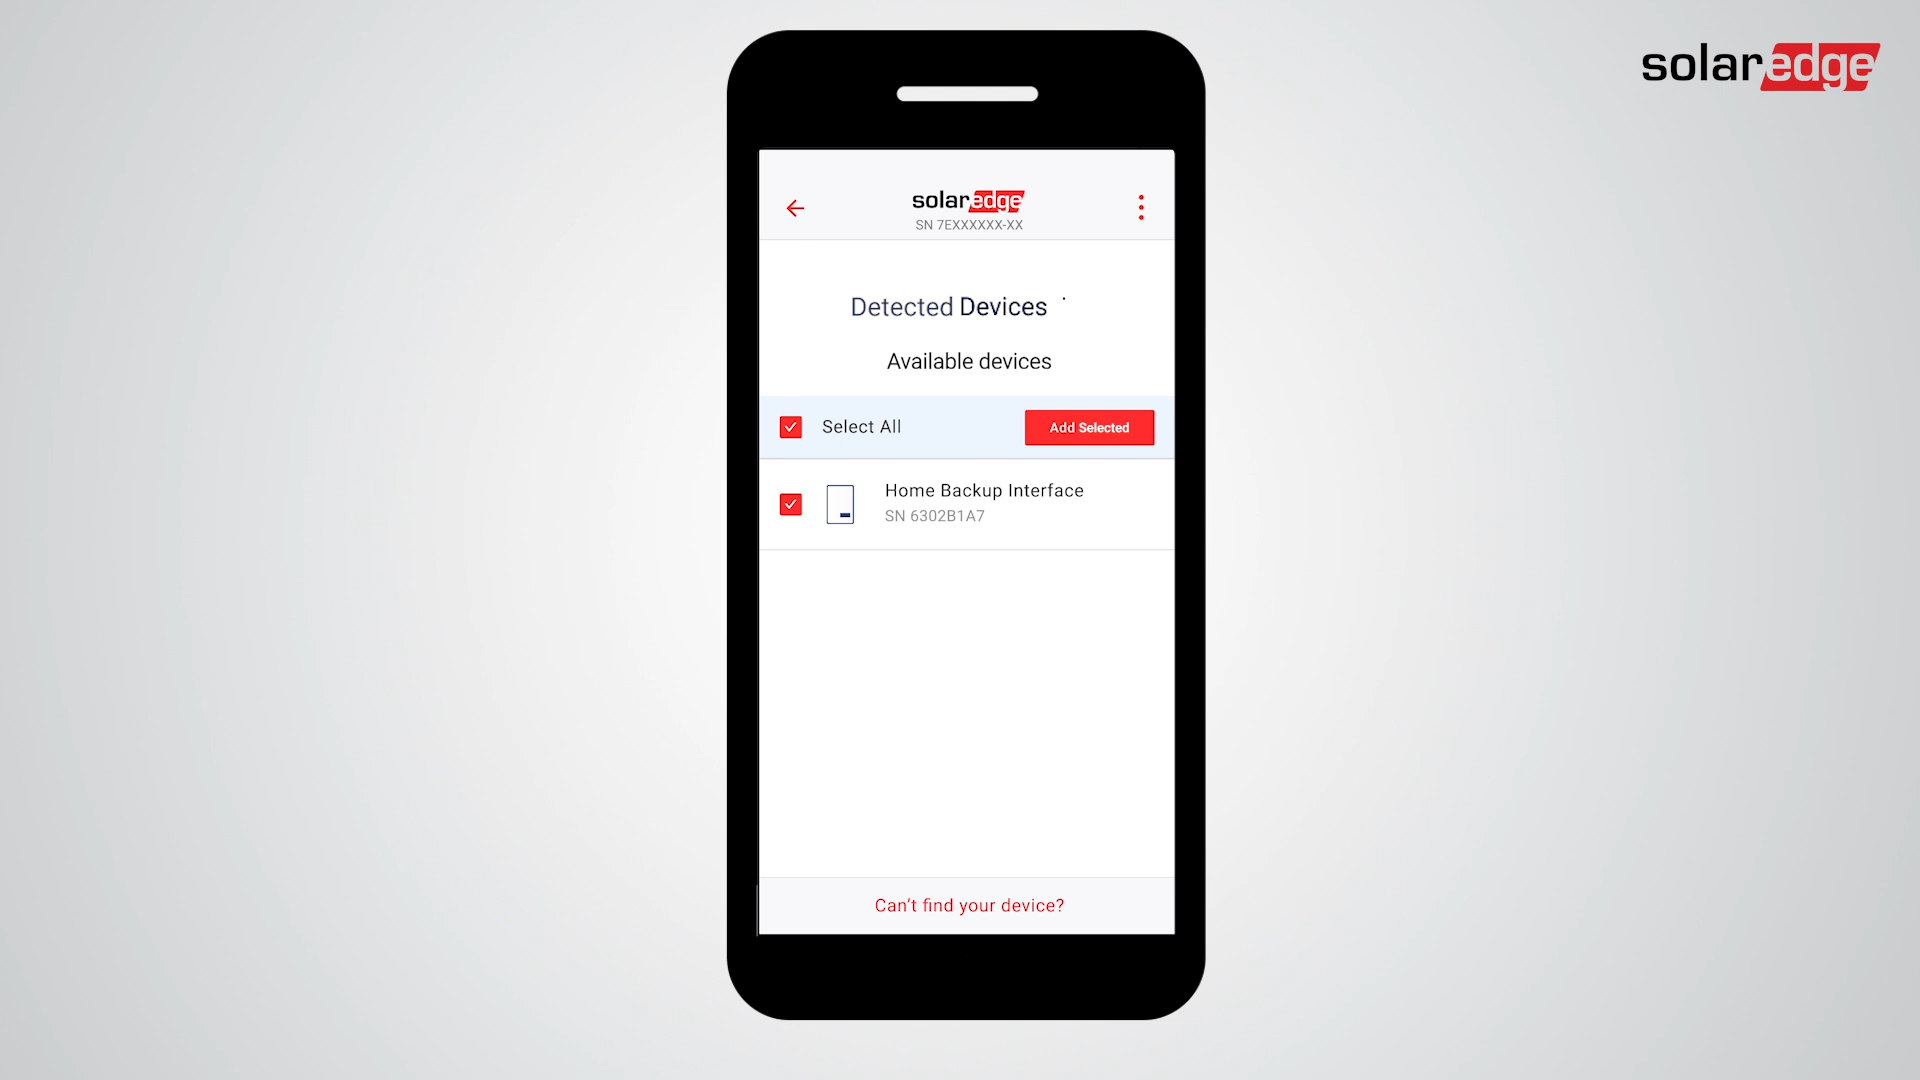 solaredge
solaredge
SN 7EXXXXXX-XX
Detected Devices
Available devices
Select All
Add Selected
Home Backup Interface
SN 6302B1A7
Can't find your device?